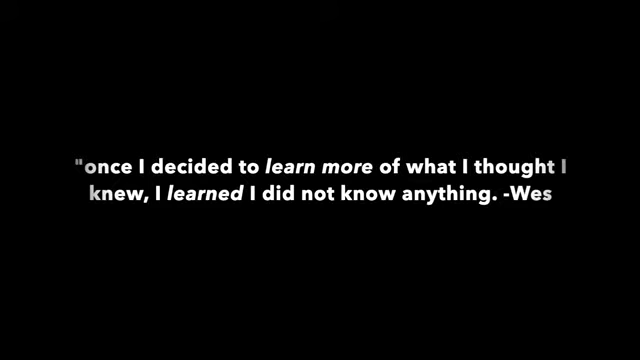 "once I decided to learn more of what I thought I
knew, I learned I did not know anything. -Wes